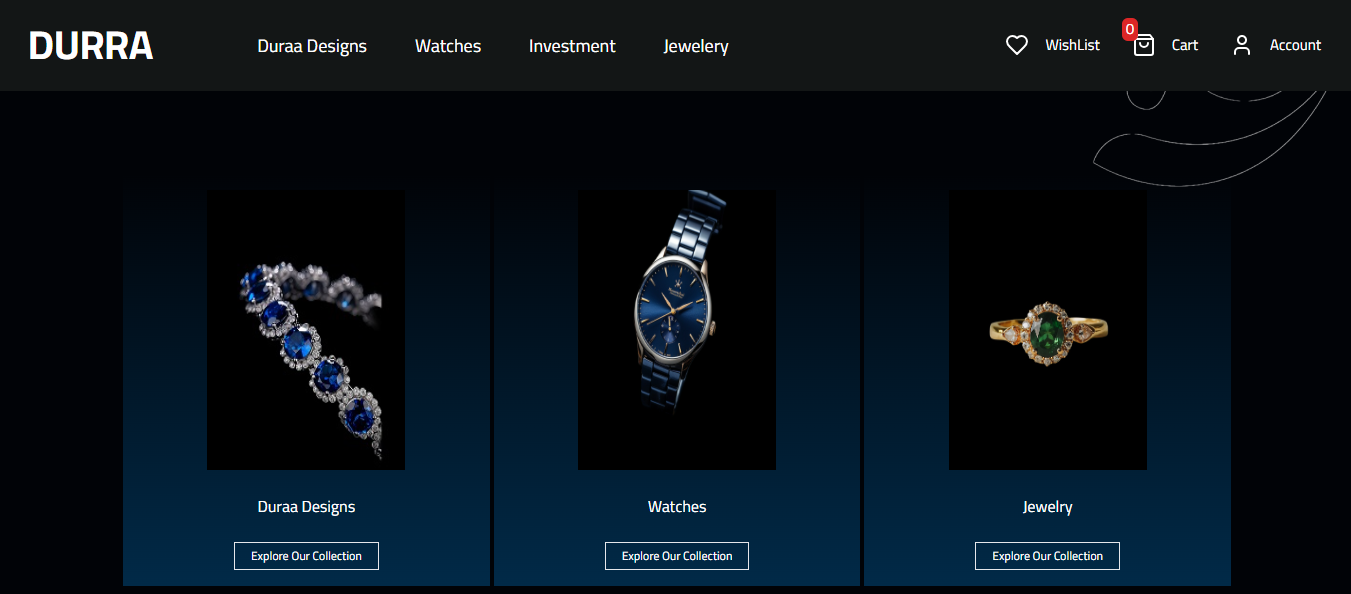 DURRA
Duraa Designs
Watches
Investment
Jewelery
WishList
0
Cart
Account
Duraa Designs
Watches
Jewelry
Explore Our Collection
Explore Our Collection
Explore Our Collection